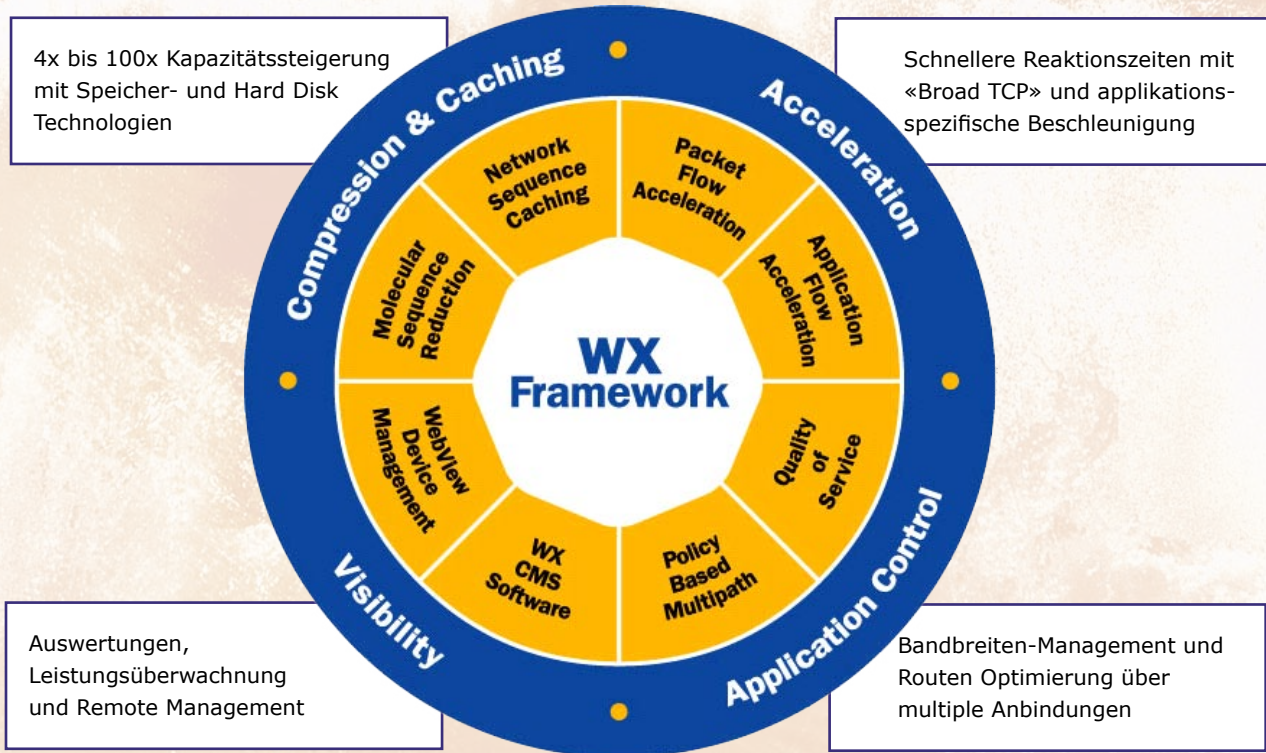 4x bis 100x Kapazitätssteigerung
mit Speicher- und Hard Disk
Technologien
Schnellere Reaktionszeiten mit
«Broad TCP» und applikations-
spezifische Beschleunigung
Compression & Caching
Acceleration
Network
Sequence
Caching
Packet
Flow
Acceleration
Molecular
Sequence
Reduction
Application
Flow
Acceleration
WX
Framework
WebView
Device
Management
Quality
of
Service
WX
CMS
Software
Policy
Based
Multipath
Visibility
Application Control
Auswertungen,
Leistungsüberwachnung
und Remote Management
Bandbreiten-Management und
Routen Optimierung über
multiple Anbindungen